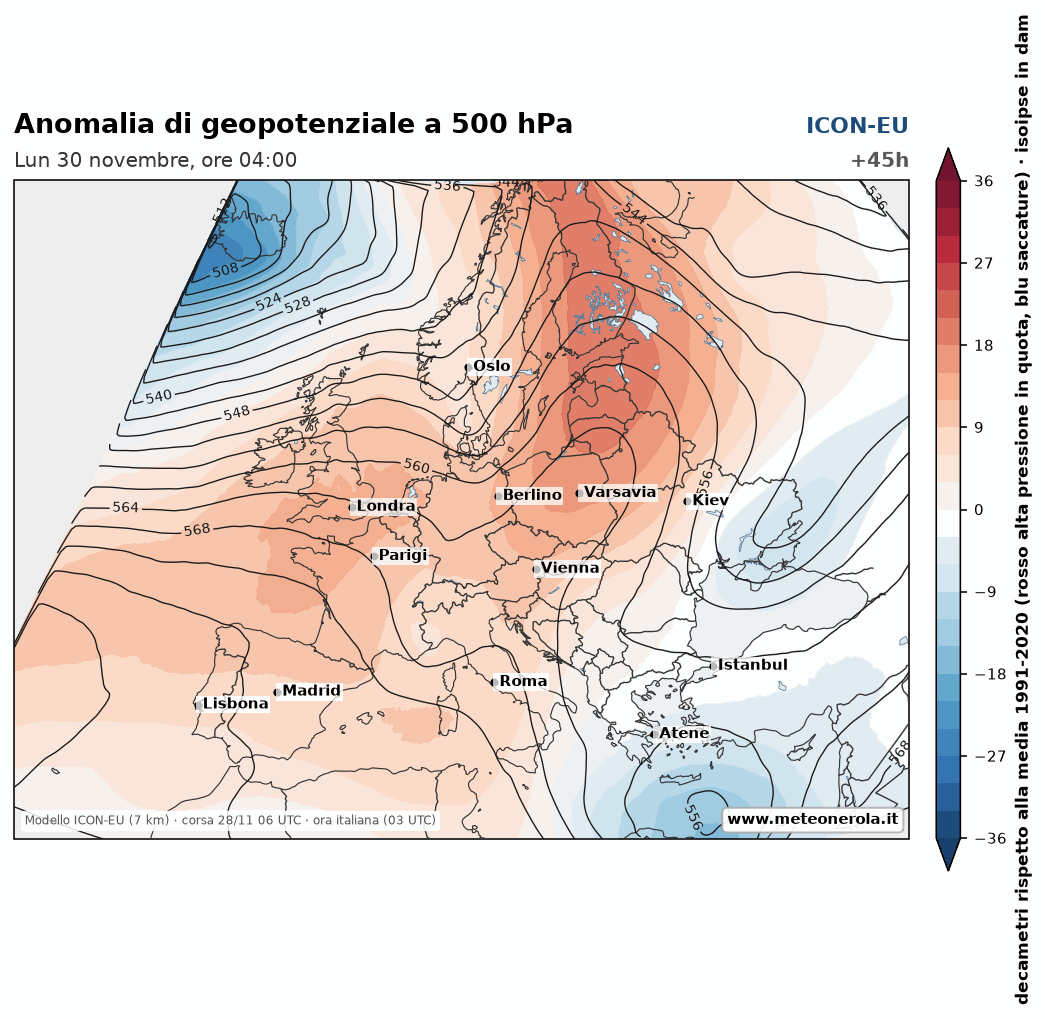 Anomalia di geopotenziale a 500 hPa
ICON-EU
Lun 30 novembre, ore 04:00
+45h
536
544
536
512
544
508
524
528
Oslo
540
548
560
556
Berlino
Varsavia
Kiev
564
Londra
568
Parigi
Vienna
Istanbul
Roma
Madrid
Lisbona
Atene
568
556
Modello ICON-EU (7 km) · corsa 28/11 06 UTC · ora italiana (03 UTC)
www.meteonerola.it
36
27
18
9
0
−9
−18
−27
−36
decametri rispetto alla media 1991-2020 (rosso alta pressione in quota, blu saccature) · isoipse in dam